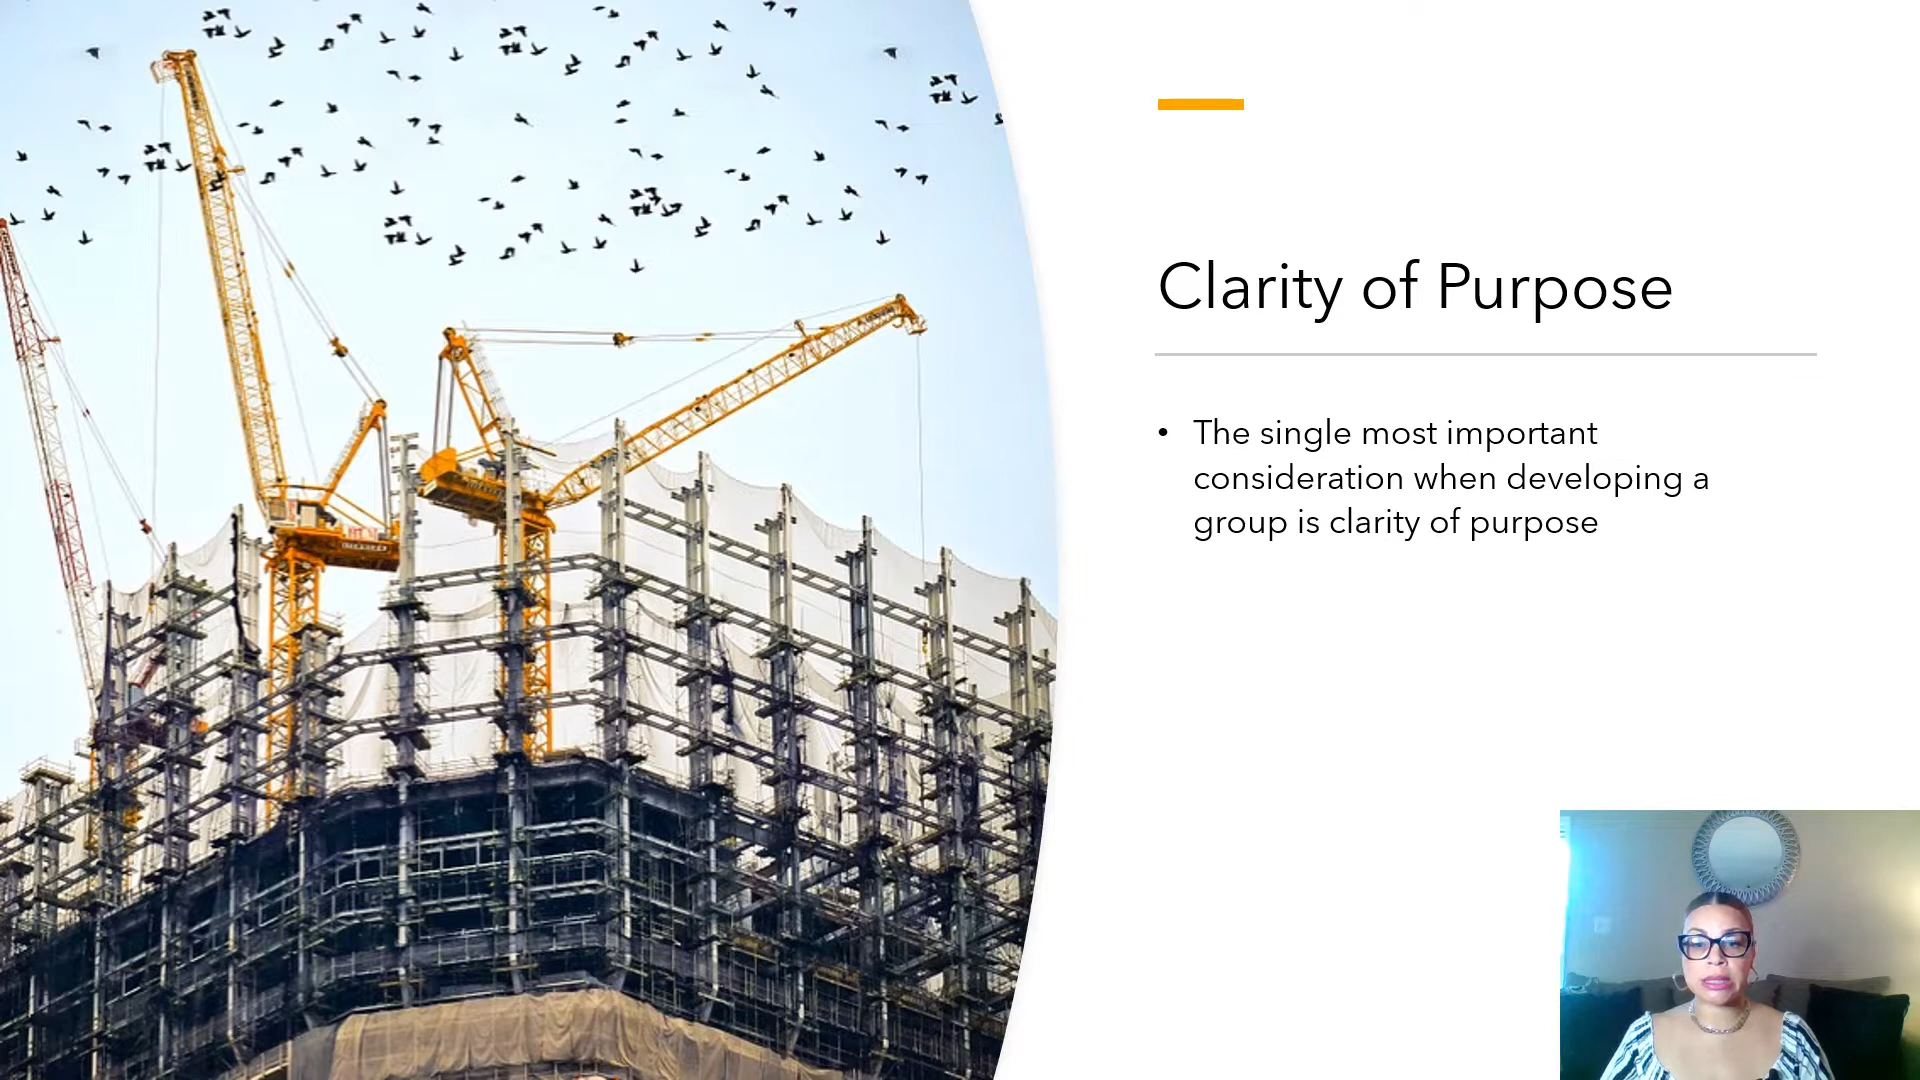 Clarity of Purpose
• The single most important
consideration when developing a
group is clarity of purpose